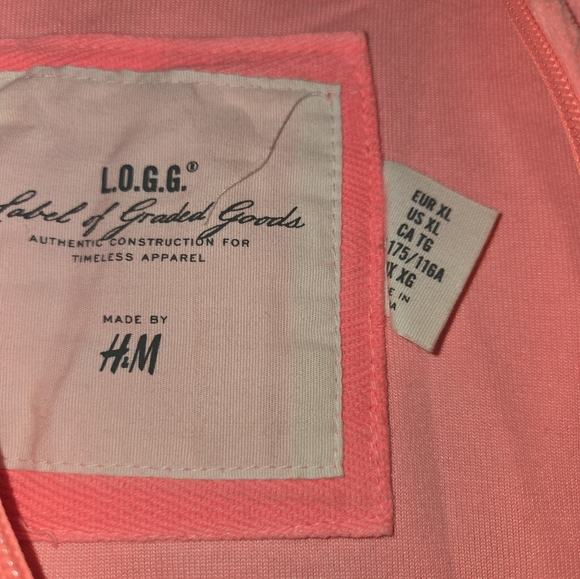 L.O.G.G.®
Label of Graded Goods
AUTHENTIC CONSTRUCTION FOR
TIMELESS APPAREL
MADE BY
H&M
EUR XL
US XL
CA TG
175/116A
XG
IN